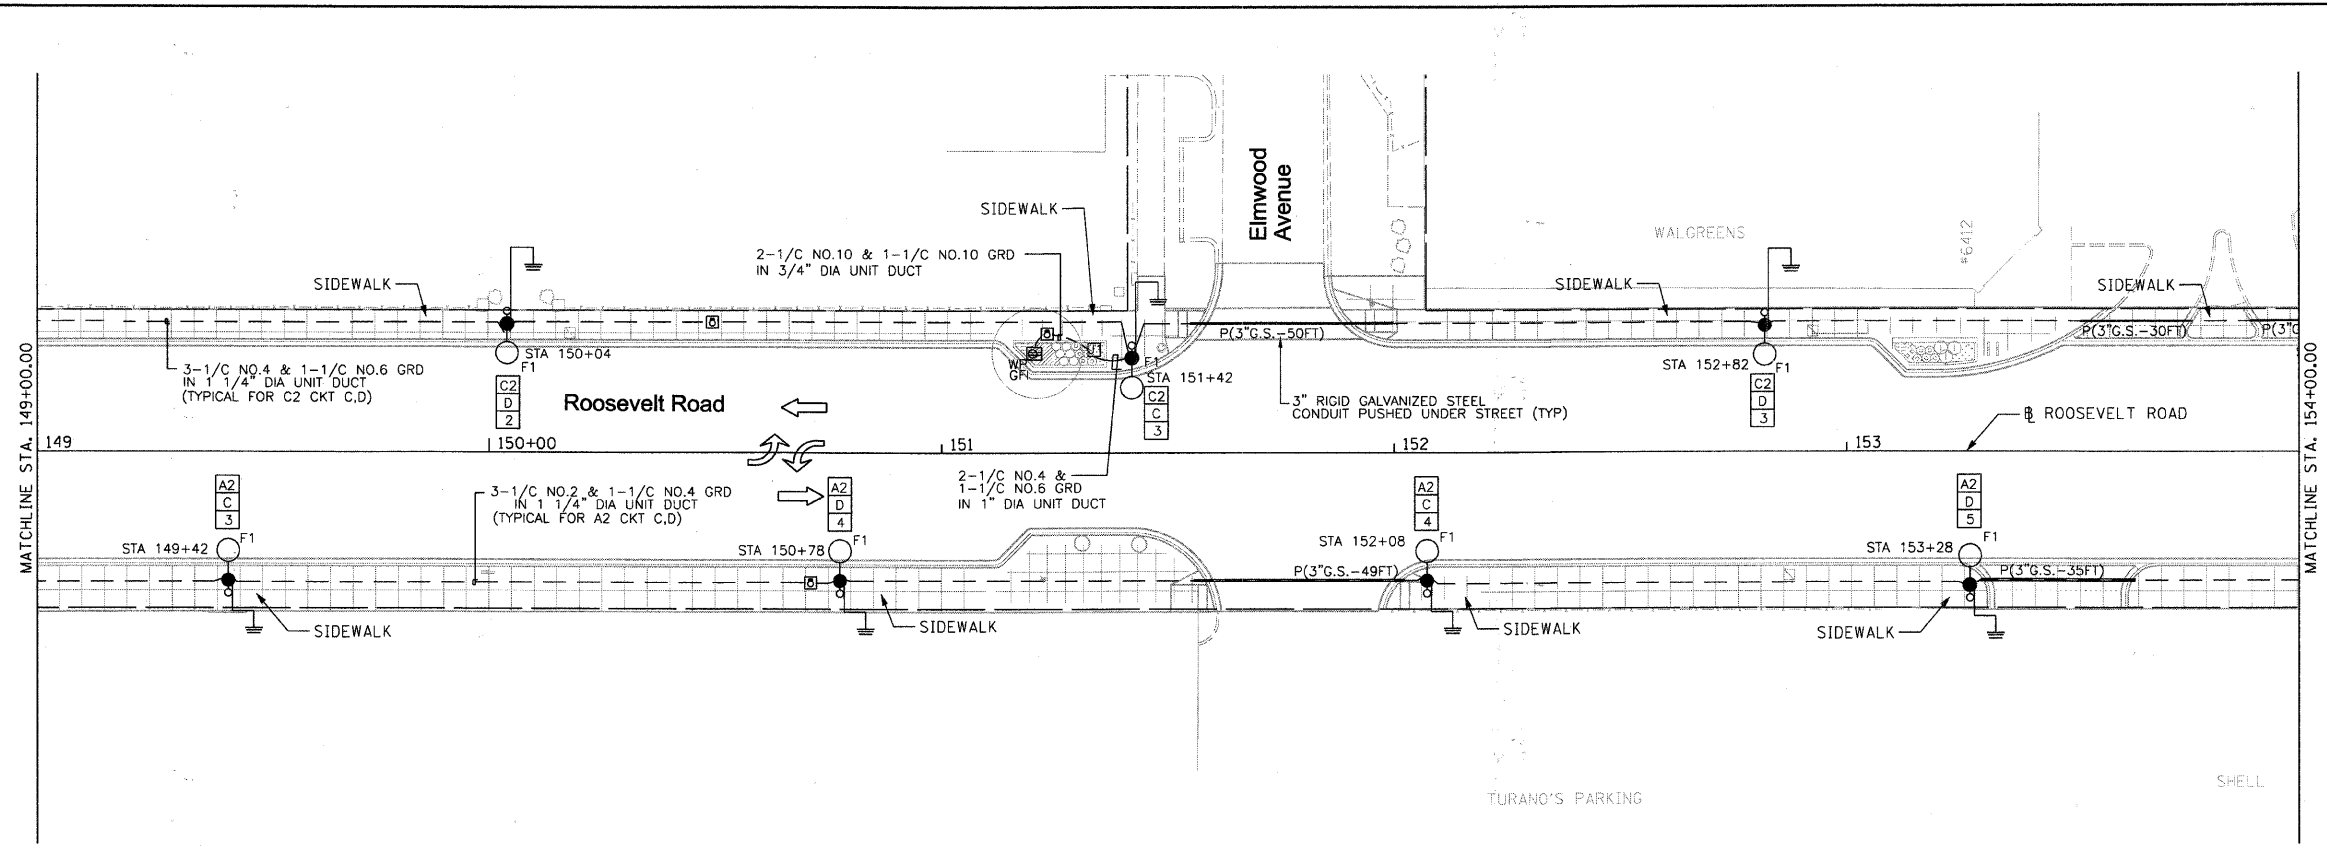 MATCHLINE STA. 149+00.00
SIDEWALK
3-1/C NO.4 & 1-1/C NO.6 GRD
IN 1 1/4" DIA UNIT DUCT
(TYPICAL FOR C2 CKT C,D)
STA 150+04
F1
C2
D
2
Roosevelt Road
2-1/C NO.10 & 1-1/C NO.10 GRD
IN 3/4" DIA UNIT DUCT
SIDEWALK
WP
GFI
F1
STA 151+42
C2
C
3
Elmwood
Avenue
P(3"G.S.-50FT)
3" RIGID GALVANIZED STEEL
CONDUIT PUSHED UNDER STREET (TYP)
WALGREENS
#6412
SIDEWALK
STA 152+82
F1
C2
D
3
SIDEWALK
P(3"G.S.-30FT)
P(3"G
℄ ROOSEVELT ROAD
149
150+00
151
152
153
MATCHLINE STA. 154+00.00
2-1/C NO.4 &
1-1/C NO.6 GRD
IN 1" DIA UNIT DUCT
3-1/C NO.2 & 1-1/C NO.4 GRD
IN 1 1/4" DIA UNIT DUCT
(TYPICAL FOR A2 CKT C,D)
A2
C
3
STA 149+42
F1
SIDEWALK
A2
D
4
STA 150+78
F1
SIDEWALK
A2
C
4
STA 152+08
F1
P(3"G.S.-49FT)
SIDEWALK
A2
D
5
STA 153+28
F1
P(3"G.S.-35FT)
SIDEWALK
TURANO'S PARKING
SHELL